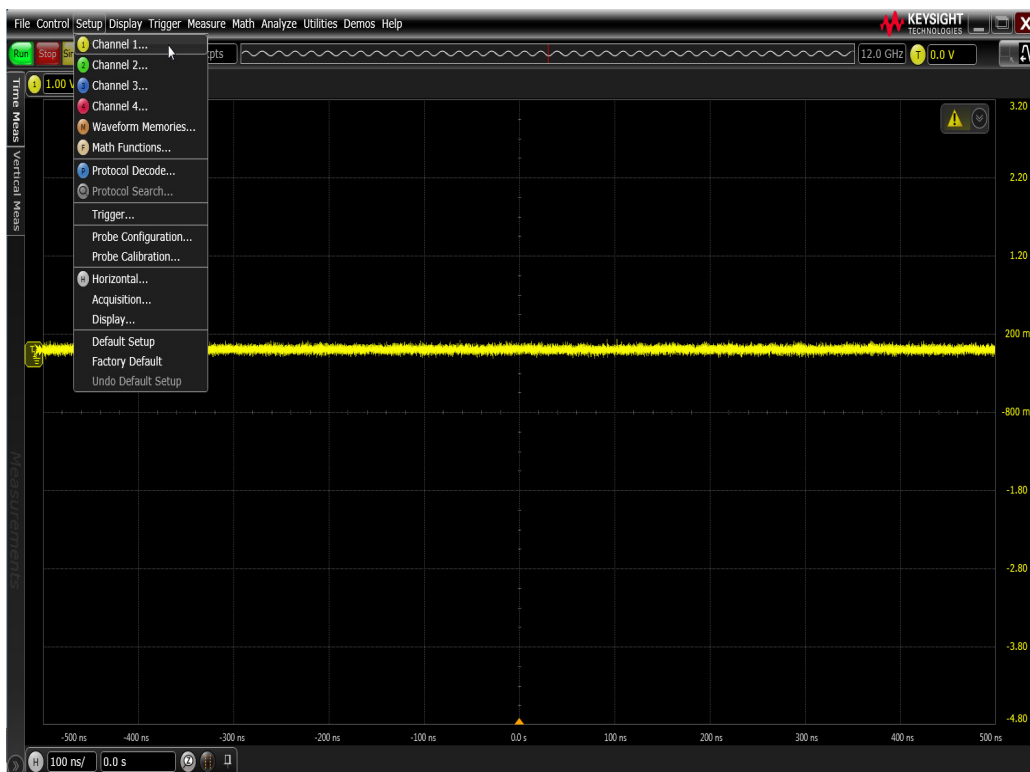 File Control Setup Display Trigger Measure Math Analyze Utilities Demos Help
KEYSIGHT
TECHNOLOGIES
Run Stop
pts
12.0 GHz
T
0.0 V
1
1.00 V
1 Channel 1...
2 Channel 2...
3 Channel 3...
4 Channel 4...
M Waveform Memories...
F Math Functions...
P Protocol Decode...
Protocol Search...
Trigger...
Probe Configuration...
Probe Calibration...
H Horizontal...
Acquisition...
Display...
Default Setup
Factory Default
Undo Default Setup
Time Meas
Vertical Meas
Measurements
3.20
2.20
1.20
200 m
-800 m
-1.80
-2.80
-3.80
-4.80
-500 ns
-400 ns
-300 ns
-200 ns
-100 ns
0.0 s
100 ns
200 ns
300 ns
400 ns
500 ns
H
100 ns/
0.0 s